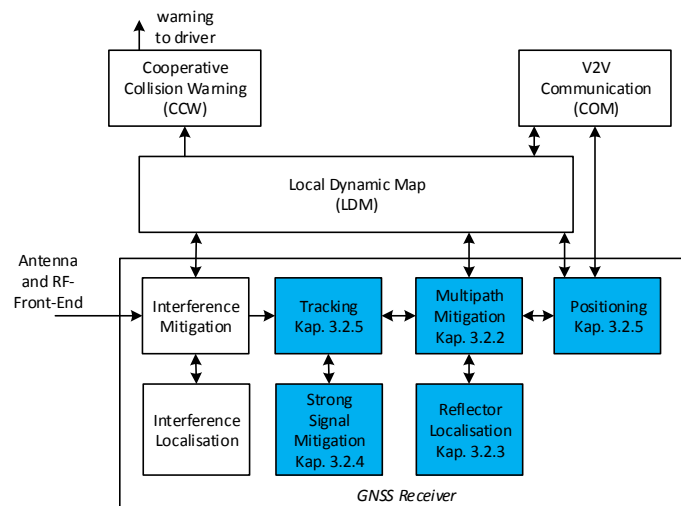 warning
to driver
Cooperative
Collision Warning
(CCW)
V2V
Communication
(COM)
Local Dynamic Map
(LDM)
Antenna
and RF-
Front-End
Interference
Mitigation
Tracking
Kap. 3.2.5
Multipath
Mitigation
Kap. 3.2.2
Positioning
Kap. 3.2.5
Interference
Localisation
Strong
Signal
Mitigation
Kap. 3.2.4
Reflector
Localisation
Kap. 3.2.3
GNSS Receiver